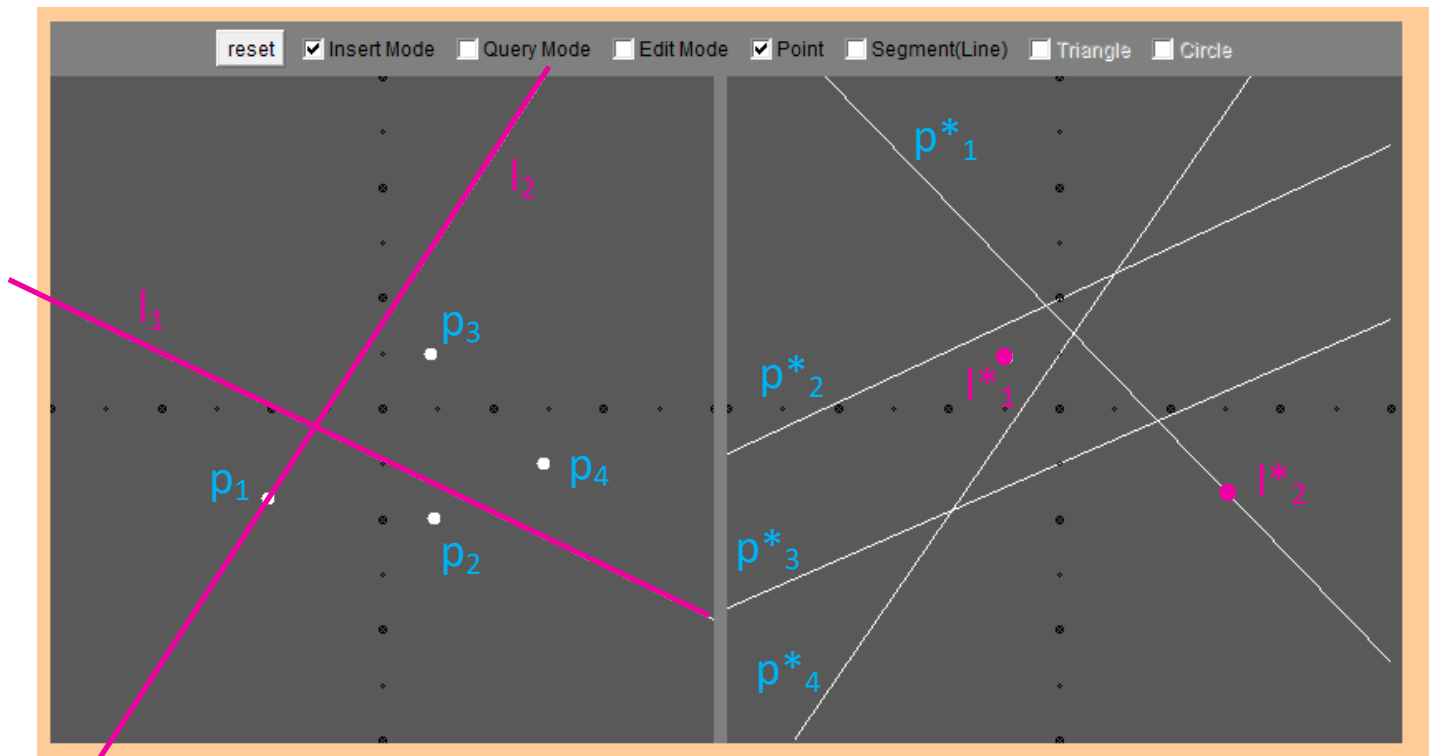 reset Insert Mode Query Mode Edit Mode Point Segment(Line) Triangle Circle
p*₁
l₂
l₁
p₃
p*₂
l*₁
p₁
p₄
l*₂
p₂
p*₃
p*₄